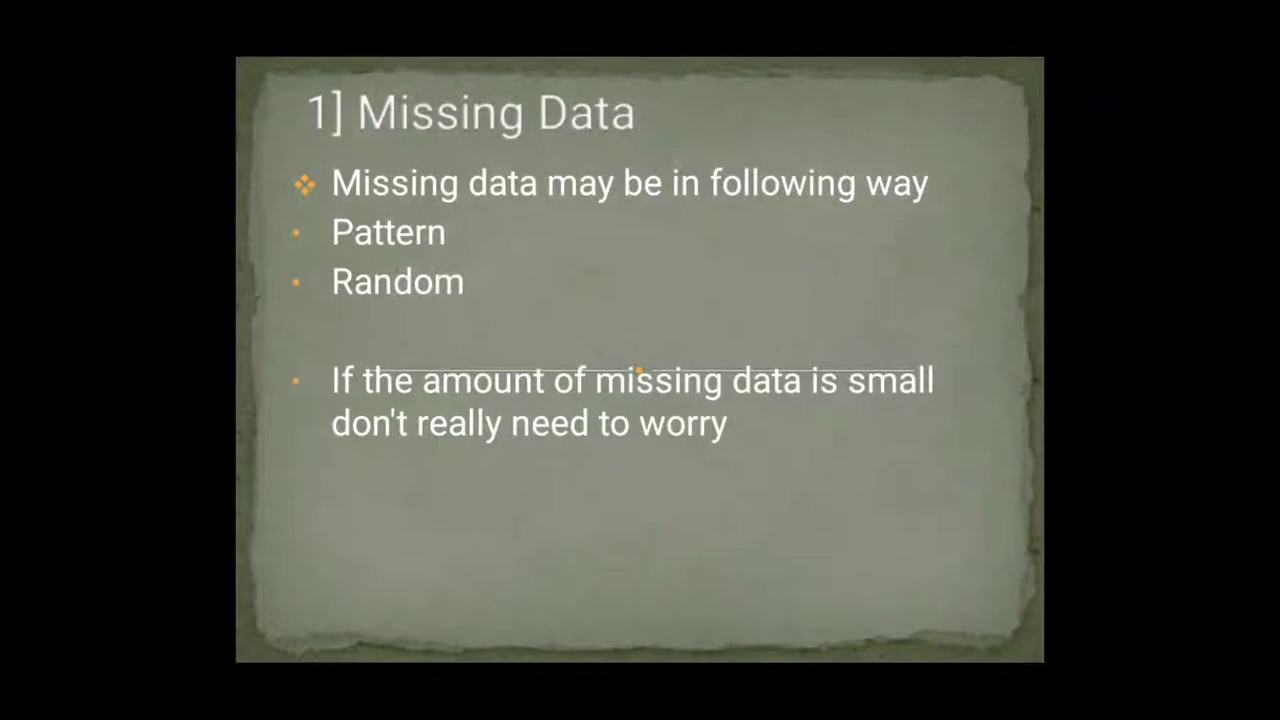 1] Missing Data
Missing data may be in following way
Pattern
Random
If the amount of missing data is small
don't really need to worry